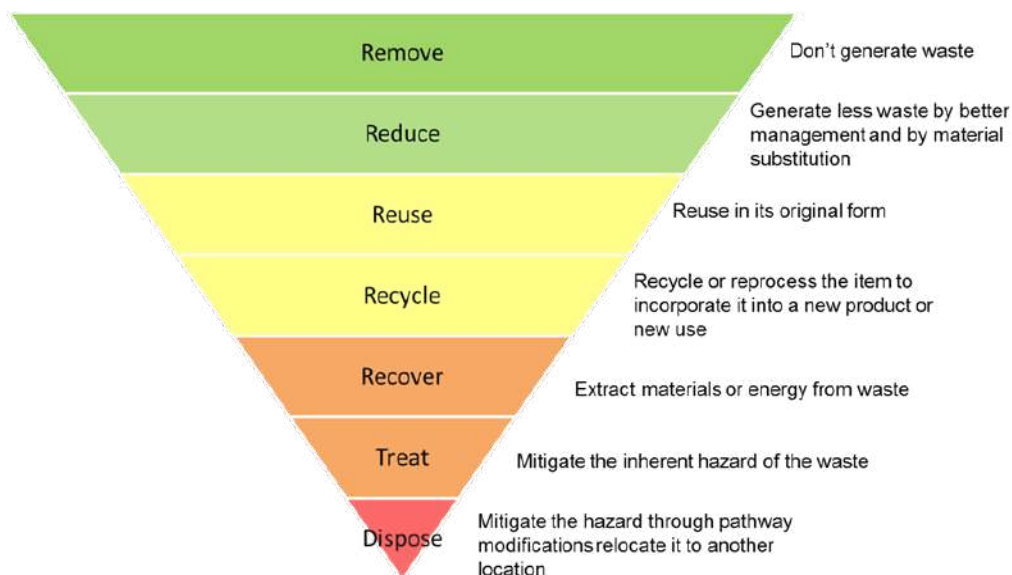 Remove
Don't generate waste
Reduce
Generate less waste by better
management and by material
substitution
Reuse
Reuse in its original form
Recycle
Recycle or reprocess the item to
incorporate it into a new product or
new use
Recover
Extract materials or energy from waste
Treat
Mitigate the inherent hazard of the waste
Dispose
Mitigate the hazard through pathway
modifications relocate it to another
location